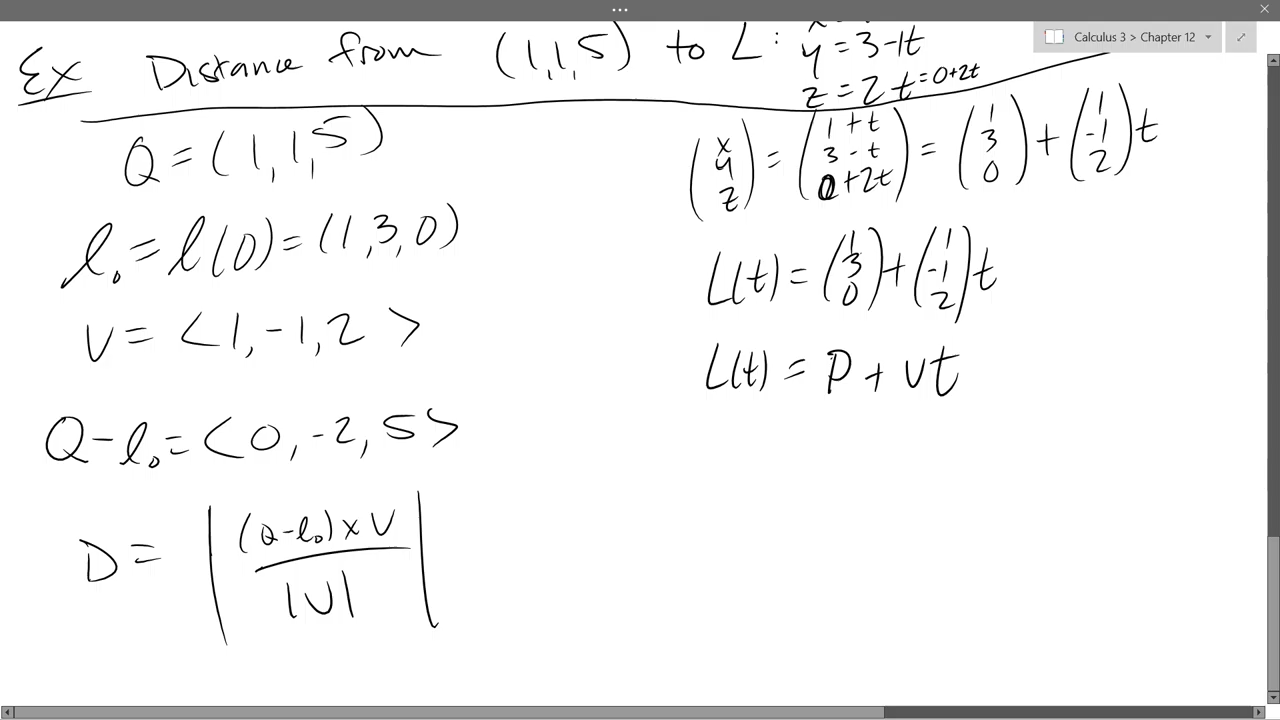 Calculus 3 > Chapter 12
Ex Distance from (1,1,5) to L:
y = 3-1t
z = 2t = 0+2t
Q = (1,1,5)
l₀ = l(0) = (1,3,0)
v = <1,-1,2>
Q-l₀ = <0,-2,5>
D = | (Q-l₀) x V / |V| |
(x y z) = (1+t 3-t 0+2t) = (1 3 0) + (1 -1 2)t
L(t) = (1 3 0) + (1 -1 2)t
L(t) = p + vt